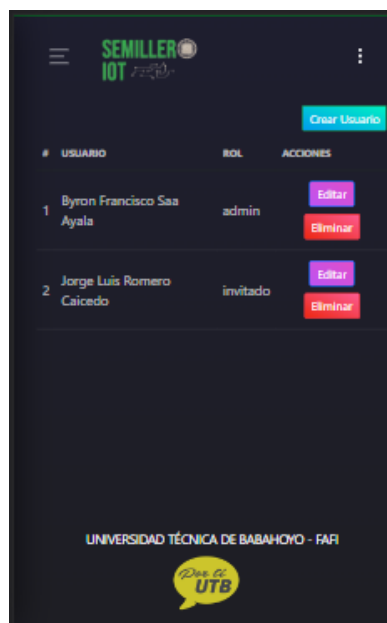 SEMILLERO
IOT
Crear Usuario
# USUARIO ROL ACCIONES
1 Byron Francisco Saa Ayala admin Editar Eliminar
2 Jorge Luis Romero Caicedo invitado Editar Eliminar
UNIVERSIDAD TÉCNICA DE BABAHOYO - FAFI
Por ti
UTB